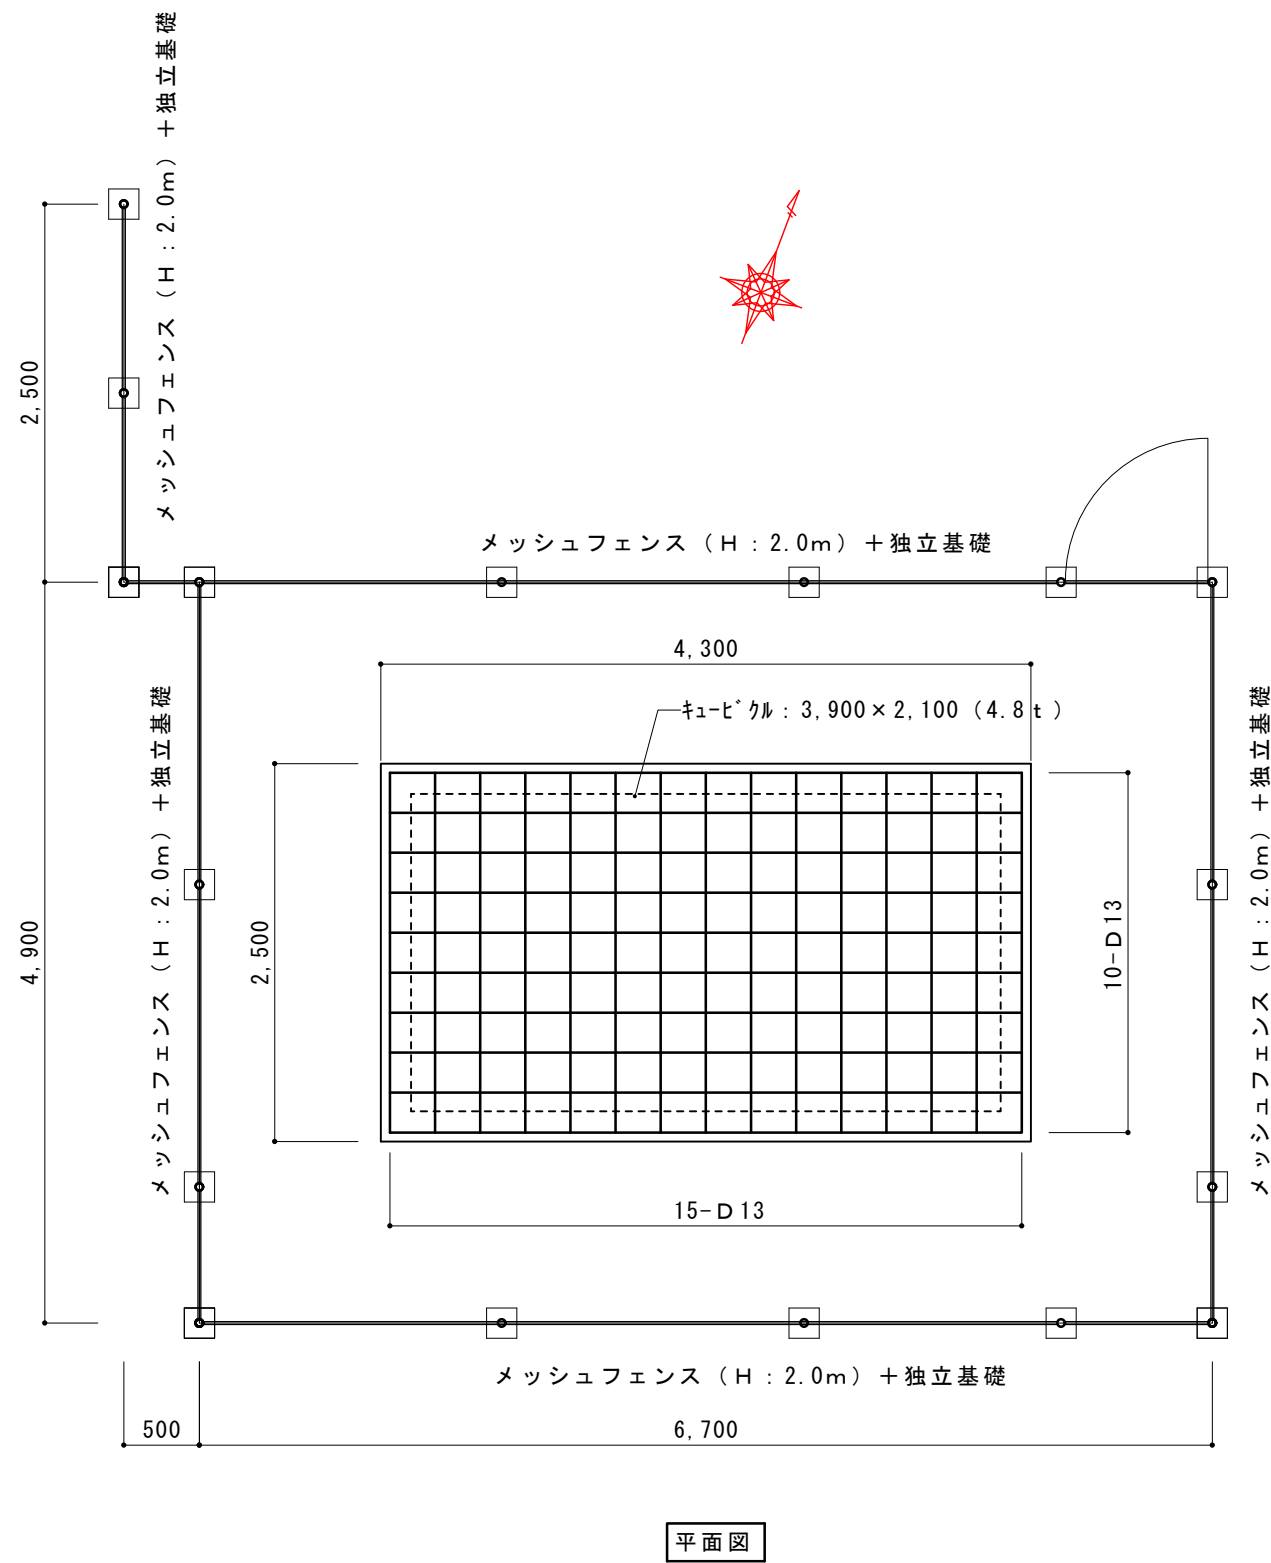 メッシュフェンス（H：2.0m）＋独立基礎
2,500
メッシュフェンス（H：2.0m）＋独立基礎
4,300
キュービクル：3,900×2,100（4.8ｔ）
メッシュフェンス（H：2.0m）＋独立基礎
メッシュフェンス（H：2.0m）＋独立基礎
4,900
2,500
10-D13
15-D13
メッシュフェンス（H：2.0m）＋独立基礎
500
6,700
平面図